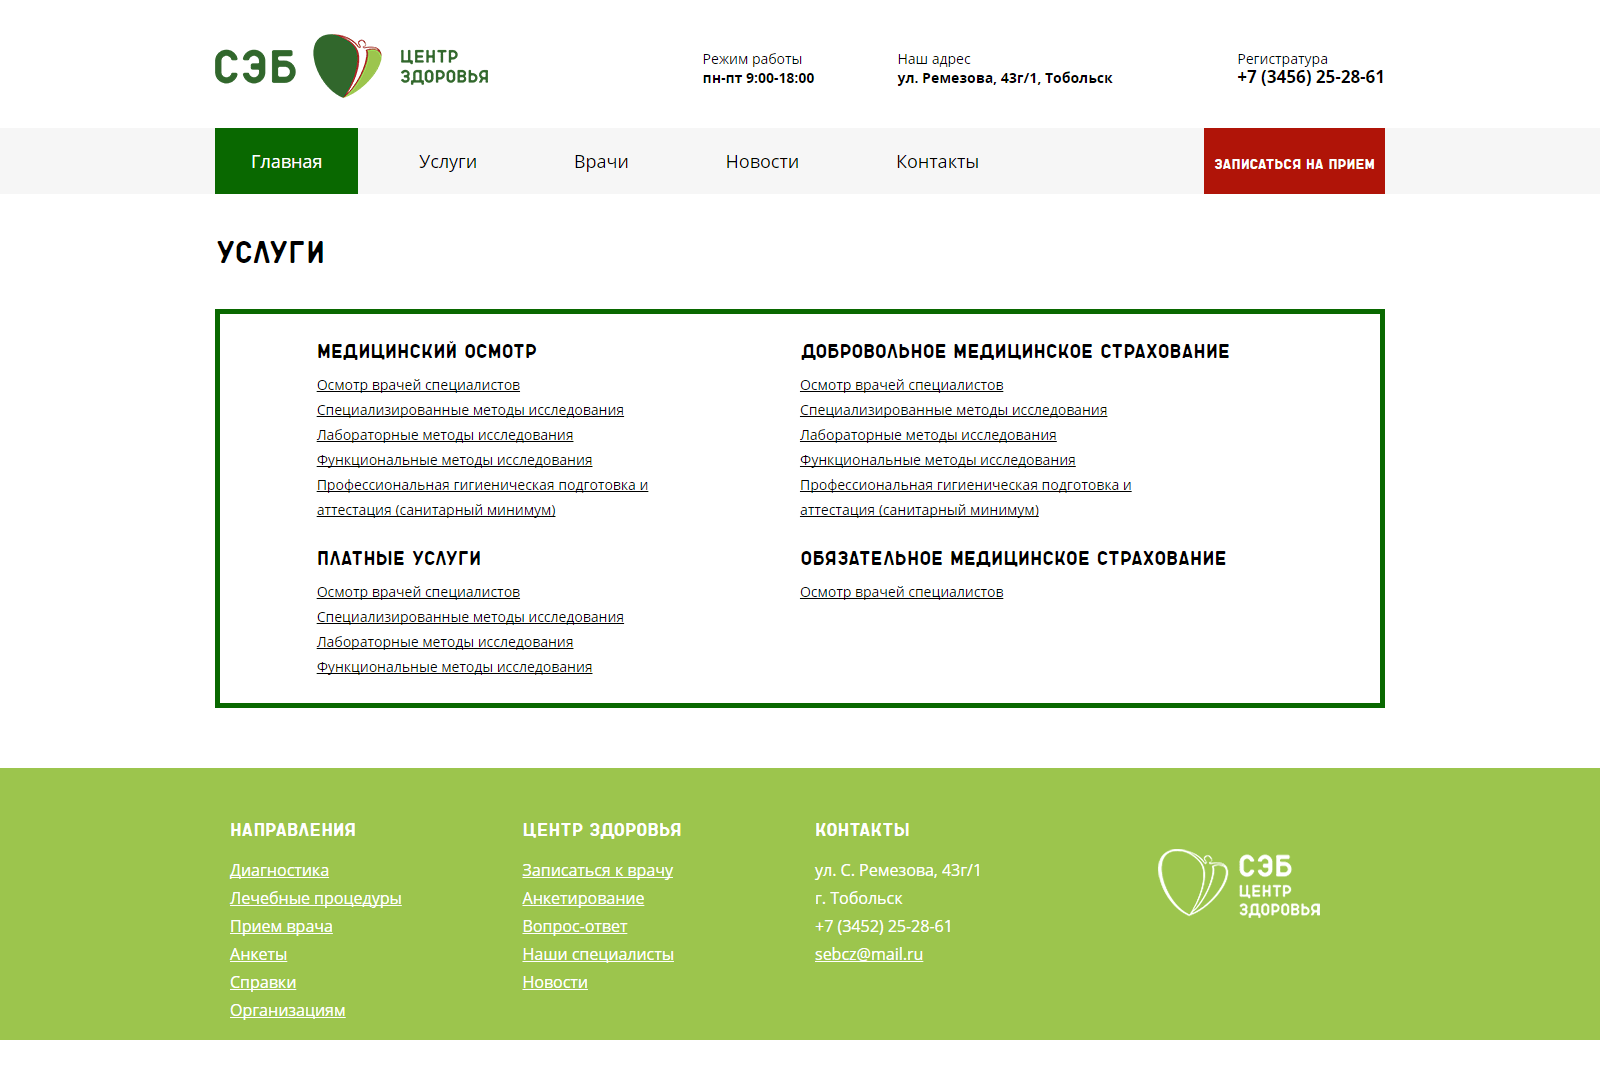 СЭБ
ЦЕНТР
ЗДОРОВЬЯ
Режим работы
пн-пт 9:00-18:00
Наш адрес
ул. Ремезова, 43г/1, Тобольск
Регистратура
+7 (3456) 25-28-61
Главная
Услуги
Врачи
Новости
Контакты
ЗАПИСАТЬСЯ НА ПРИЕМ
УСЛУГИ
МЕДИЦИНСКИЙ ОСМОТР
Осмотр врачей специалистов
Специализированные методы исследования
Лабораторные методы исследования
Функциональные методы исследования
Профессиональная гигиеническая подготовка и
аттестация (санитарный минимум)
ДОБРОВОЛЬНОЕ МЕДИЦИНСКОЕ СТРАХОВАНИЕ
Осмотр врачей специалистов
Специализированные методы исследования
Лабораторные методы исследования
Функциональные методы исследования
Профессиональная гигиеническая подготовка и
аттестация (санитарный минимум)
ПЛАТНЫЕ УСЛУГИ
Осмотр врачей специалистов
Специализированные методы исследования
Лабораторные методы исследования
Функциональные методы исследования
ОБЯЗАТЕЛЬНОЕ МЕДИЦИНСКОЕ СТРАХОВАНИЕ
Осмотр врачей специалистов
НАПРАВЛЕНИЯ
Диагностика
Лечебные процедуры
Прием врача
Анкеты
Справки
Организациям
ЦЕНТР ЗДОРОВЬЯ
Записаться к врачу
Анкетирование
Вопрос-ответ
Наши специалисты
Новости
КОНТАКТЫ
ул. С. Ремезова, 43г/1
г. Тобольск
+7 (3452) 25-28-61
sebcz@mail.ru
СЭБ
ЦЕНТР
ЗДОРОВЬЯ